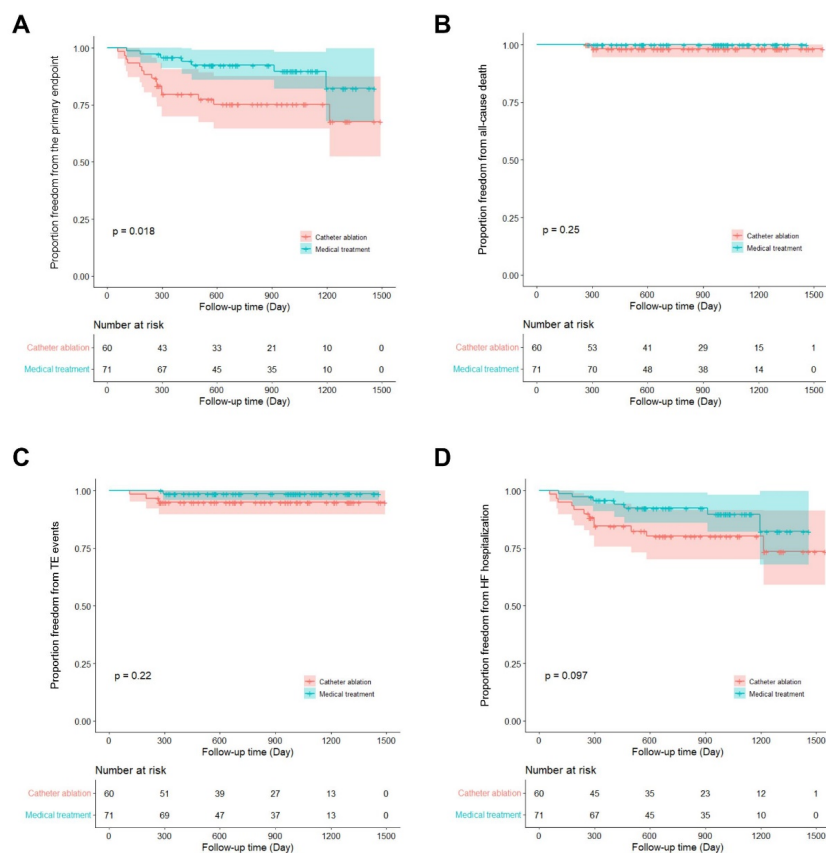 A
Proportion freedom from the primary endpoint
1.00
0.75
0.50
0.25
0.00
p = 0.018
Catheter ablation
Medical treatment
0 300 600 900 1200 1500
Follow-up time (Day)
Number at risk
Catheter ablation 60 43 33 21 10 0
Medical treatment 71 67 45 35 10 0
0 300 600 900 1200 1500
Follow-up time (Day)
B
Proportion freedom from all-cause death
1.00
0.75
0.50
0.25
0.00
p = 0.25
Catheter ablation
Medical treatment
0 300 600 900 1200 1500
Follow-up time (Day)
Number at risk
Catheter ablation 60 53 41 29 15 1
Medical treatment 71 70 48 38 14 0
0 300 600 900 1200 1500
Follow-up time (Day)
C
Proportion freedom from TE events
1.00
0.75
0.50
0.25
0.00
p = 0.22
Catheter ablation
Medical treatment
0 300 600 900 1200 1500
Follow-up time (Day)
Number at risk
Catheter ablation 60 51 39 27 13 0
Medical treatment 71 69 47 37 13 0
0 300 600 900 1200 1500
Follow-up time (Day)
D
Proportion freedom from HF hospitalization
1.00
0.75
0.50
0.25
0.00
p = 0.097
Catheter ablation
Medical treatment
0 300 600 900 1200 1500
Follow-up time (Day)
Number at risk
Catheter ablation 60 45 35 23 12 1
Medical treatment 71 67 45 35 10 0
0 300 600 900 1200 1500
Follow-up time (Day)